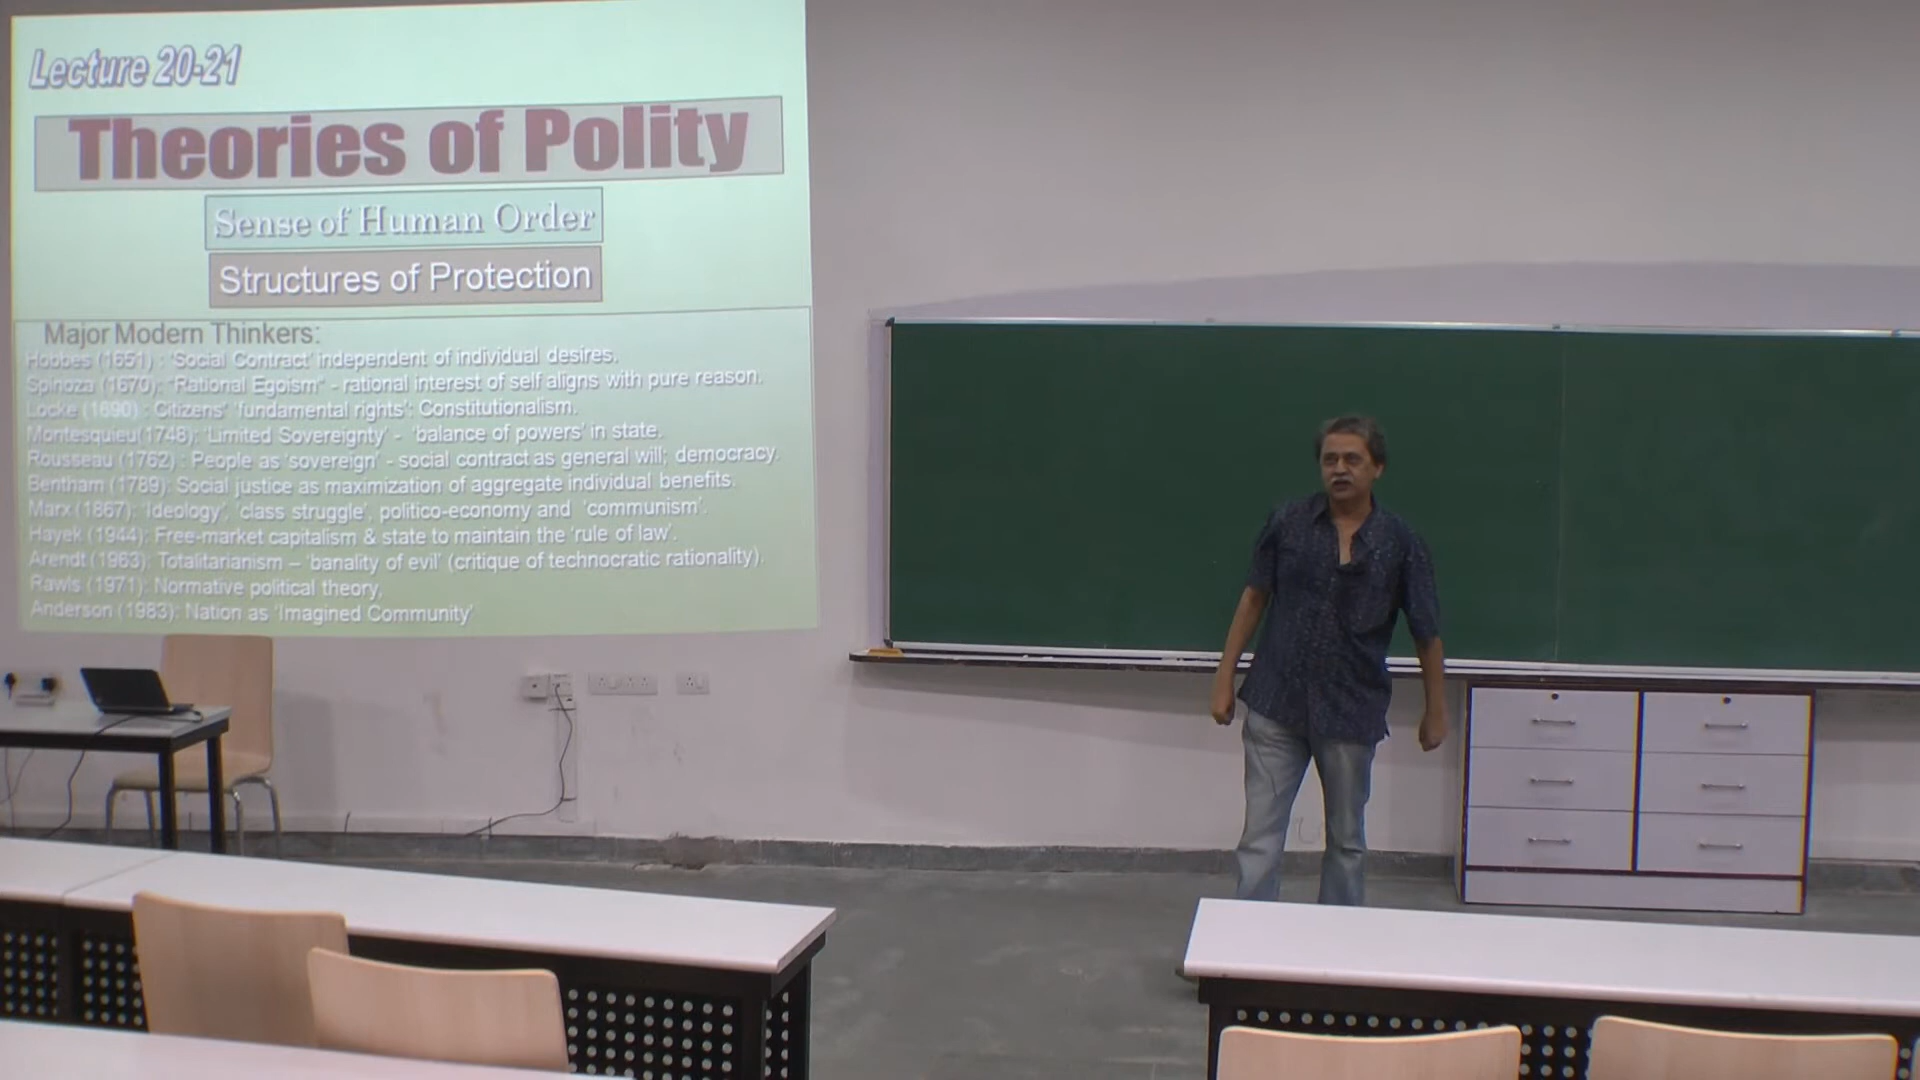 Lecture 20-21
Theories of Polity
Sense of Human Order
Structures of Protection
Major Modern Thinkers:
Hobbes (1651) : 'Social Contract' independent of individual desires.
Spinoza (1670): "Rational Egoism" - rational interest of self aligns with pure reason.
Locke (1690) : Citizens' 'fundamental rights': Constitutionalism.
Montesquieu(1748): 'Limited Sovereignty' - 'balance of powers' in state.
Rousseau (1762) : People as 'sovereign' - social contract as general will; democracy.
Bentham (1789): Social justice as maximization of aggregate individual benefits.
Marx (1867): 'Ideology', 'class struggle', politico-economy and 'communism'.
Hayek (1944): Free-market capitalism & state to maintain the 'rule of law'.
Arendt (1963): Totalitarianism – 'banality of evil' (critique of technocratic rationality).
Rawls (1971): Normative political theory,
Anderson (1983): Nation as 'Imagined Community'